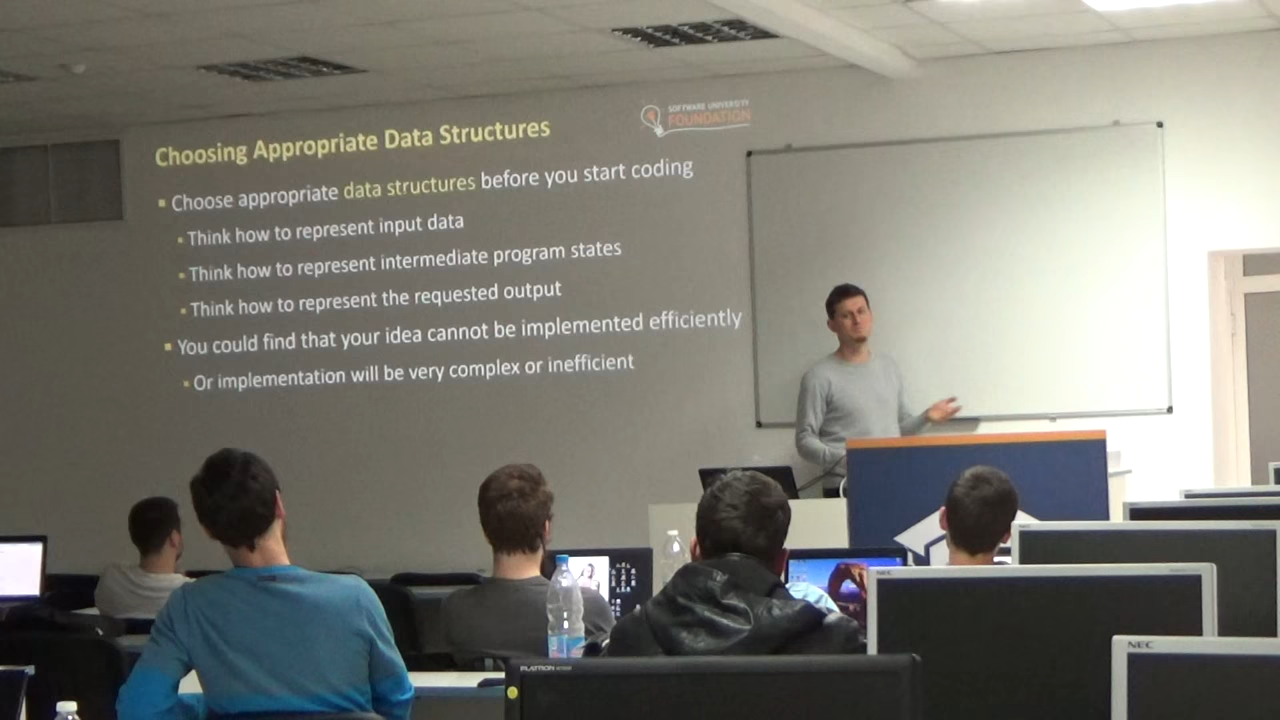 SOFTWARE UNIVERSITY
FOUNDATION
Choosing Appropriate Data Structures
▪ Choose appropriate data structures before you start coding
▪ Think how to represent input data
▪ Think how to represent intermediate program states
▪ Think how to represent the requested output
▪ You could find that your idea cannot be implemented efficiently
▪ Or implementation will be very complex or inefficient
FLATRON
NEC